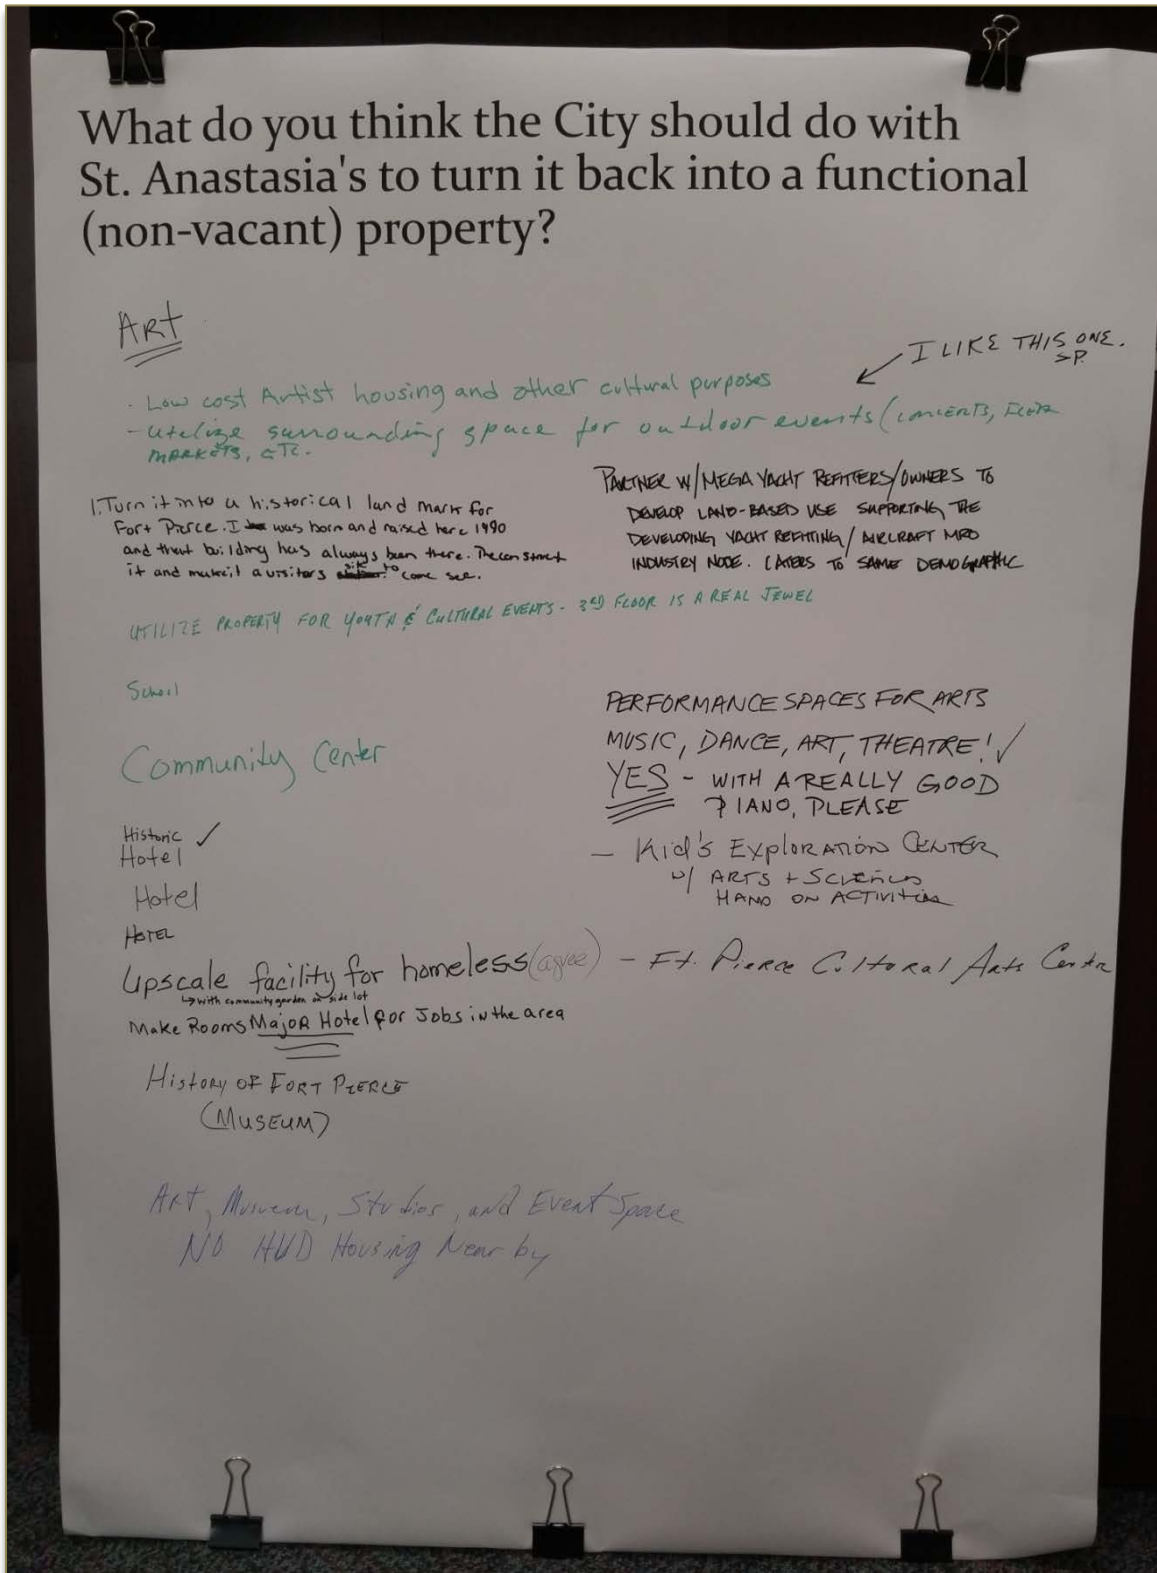 What do you think the City should do with
St. Anastasia's to turn it back into a functional
(non-vacant) property?
ART
I LIKE THIS ONE.
S.P.
- Low cost Artist housing and other cultural purposes
- utelize surrounding space for outdoor events (CONCERTS, FLEA
MARKETS, ETC.
1. Turn it into a historical land mark for
Fort Pierce. I was born and raised here 1990
and that building has always been there.
it and make it a visitors site to come see.
PARTNER W/ MEGA YACHT REFITTERS/OWNERS TO
DEVELOP LAND-BASED USE SUPPORTING THE
DEVELOPING YACHT REFITTING / AIRCRAFT MRO
INDUSTRY NODE. CATERS TO SAME DEMOGRAPHIC
UTILIZE PROPERTY FOR YOUTH & CULTURAL EVENTS - 3RD FLOOR IS A REAL JEWEL
School
Community Center
PERFORMANCE SPACES FOR ARTS
MUSIC, DANCE, ART, THEATRE! ✓
YES - WITH A REALLY GOOD
PIANO, PLEASE
Historic ✓
Hotel
Hotel
HOTEL
- Kid's Exploration CENTER
w/ ARTS + Sciences
HAND ON ACTIVITIES
Upscale facility for homeless (agree)
↳ with community garden on side lot
- Ft. Pierce Cultural Arts Center
Make Rooms Major Hotel for Jobs in the area
HISTORY OF FORT PIERCE
(MUSEUM)
Art, Museum, Studios, and Event Space
NO HUD Housing Near by